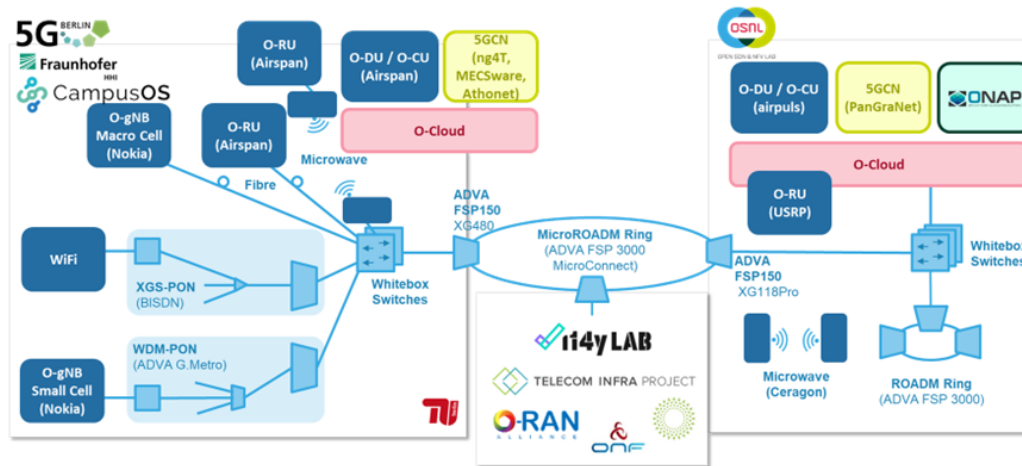 5G BERLIN
Fraunhofer
HHI
CampusOS
O-RU
(Airspan)
O-DU / O-CU
(Airspan)
5GCN
(ng4T,
MECSware,
Athonet)
O-gNB
Macro Cell
(Nokia)
O-RU
(Airspan)
O-Cloud
Microwave
Fibre
ADVA
FSP150
XG480
WiFi
XGS-PON
(BISDN)
Whitebox
Switches
WDM-PON
(ADVA G.Metro)
O-gNB
Small Cell
(Nokia)
MicroROADM Ring
(ADVA FSP 3000
MicroConnect)
i14y LAB
TELECOM INFRA PROJECT
O-RAN
ALLIANCE
ONF
OSNL
OPEN SDN & NFV LAB
O-DU / O-CU
(airpuls)
5GCN
(PanGraNet)
ONAP
O-Cloud
O-RU
(USRP)
ADVA
FSP150
XG118Pro
Whitebox
Switches
Microwave
(Ceragon)
ROADM Ring
(ADVA FSP 3000)